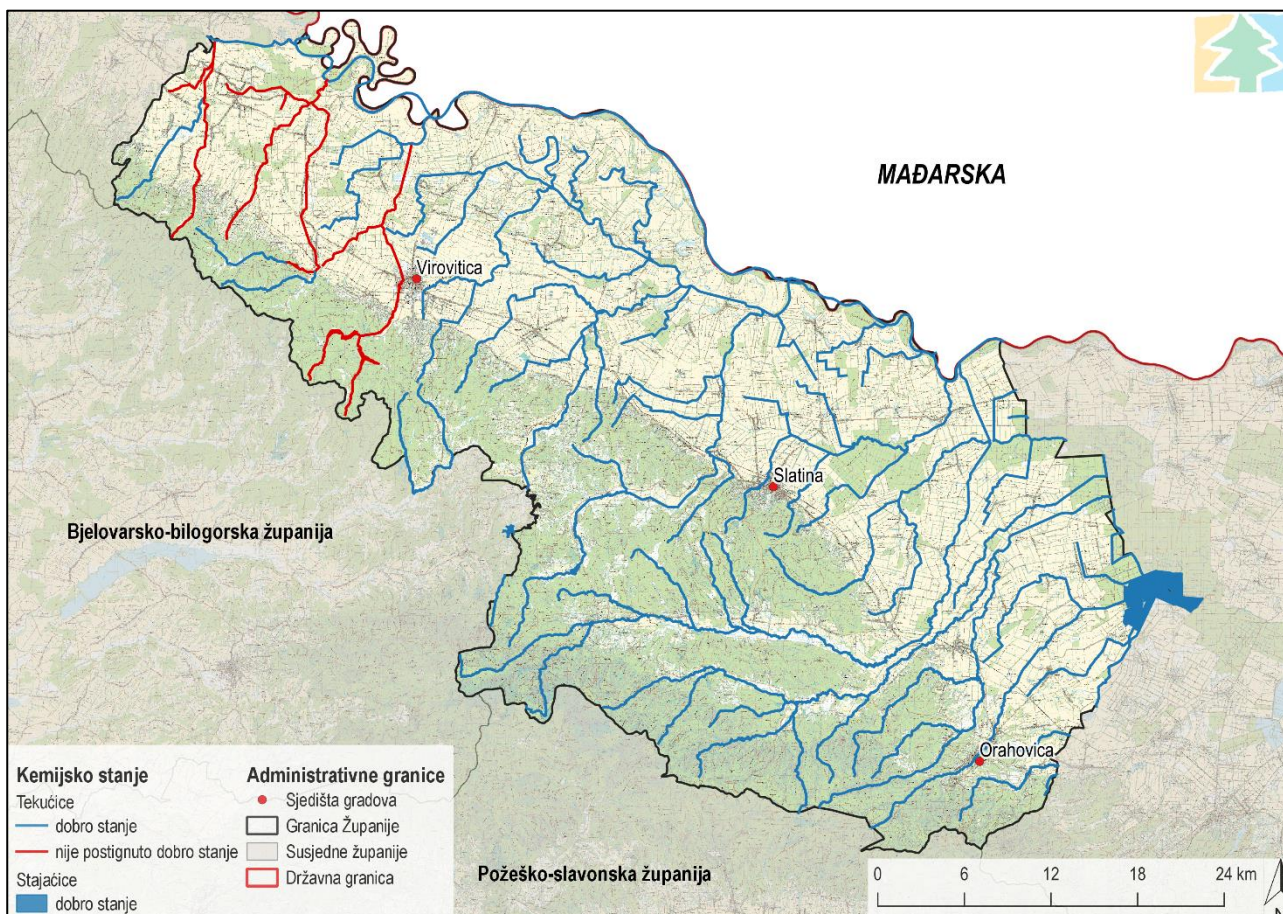 MAĐARSKA
Virovitica
Slatina
Bjelovarsko-bilogorska županija
Orahovica
Požeško-slavonska županija
Kemijsko stanje
Tekućice
dobro stanje
nije postignuto dobro stanje
Stajaćice
dobro stanje
Administrativne granice
Sjedišta gradova
Granica Županije
Susjedne županije
Državna granica
0 6 12 18 24 km
N